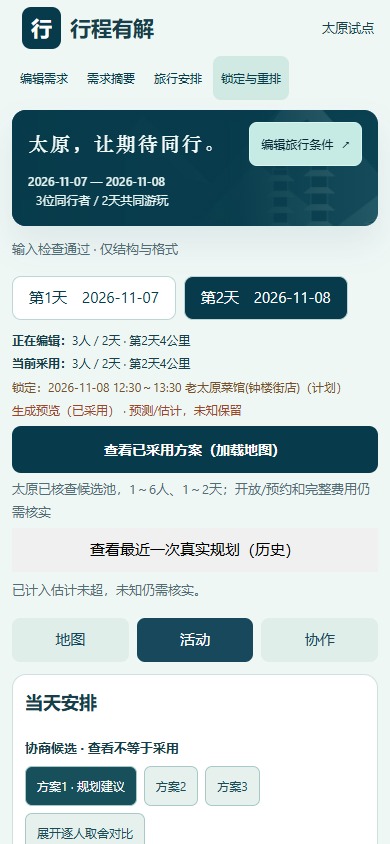 行 行程有解 太原试点
编辑需求 需求摘要 旅行安排 锁定与重排
太原，让期待同行。 编辑旅行条件 ↗
2026-11-07 — 2026-11-08
3位同行者 / 2天共同游玩
输入检查通过 · 仅结构与格式
第1天 2026-11-07 第2天 2026-11-08
正在编辑：3人 / 2天 · 第2天4公里
当前采用：3人 / 2天 · 第2天4公里
锁定：2026-11-08 12:30～13:30 老太原菜馆(钟楼街店)（计划）
生成预览（已采用） · 预测/估计，未知保留
查看已采用方案（加载地图）
太原已核查候选池，1～6人、1～2天；开放/预约和完整费用仍
需核实
查看最近一次真实规划（历史）
已计入估计未超，未知仍需核实。
地图 活动 协作
当天安排
协商候选 · 查看不等于采用
方案1 · 规划建议 方案2 方案3
展开逐人取舍对比